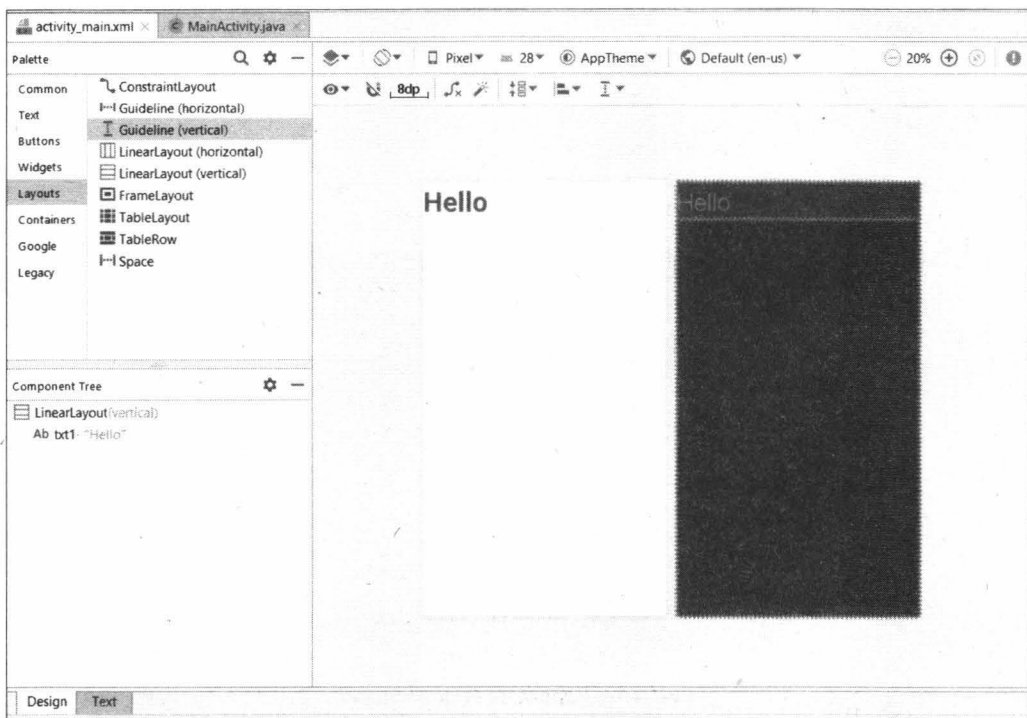 activity_main.xml × MainActivity.java ×
Palette
Pixel 28 AppTheme Default (en-us) 20%
8dp
Common
Text
Buttons
Widgets
Layouts
Containers
Google
Legacy
ConstraintLayout
Guideline (horizontal)
Guideline (vertical)
LinearLayout (horizontal)
LinearLayout (vertical)
FrameLayout
TableLayout
TableRow
Space
Hello
Hello
Component Tree
LinearLayout(vertical)
Ab txt1- "Hello"
Design Text